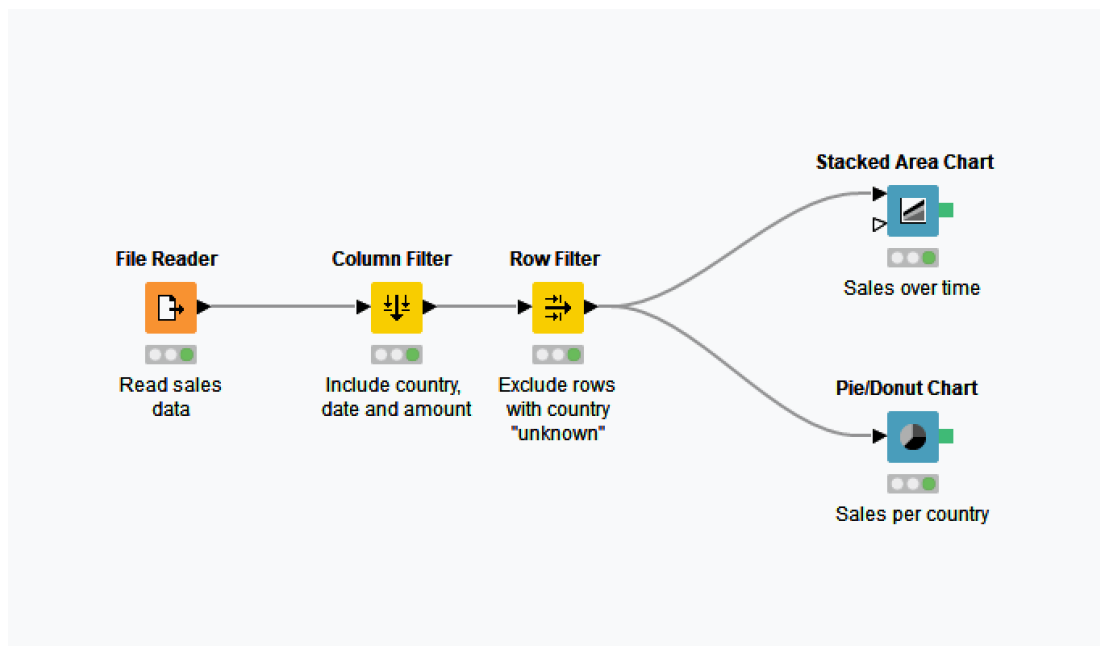 Stacked Area Chart
Sales over time
File Reader
Read sales
data
Column Filter
Include country,
date and amount
Row Filter
Exclude rows
with country
"unknown"
Pie/Donut Chart
Sales per country